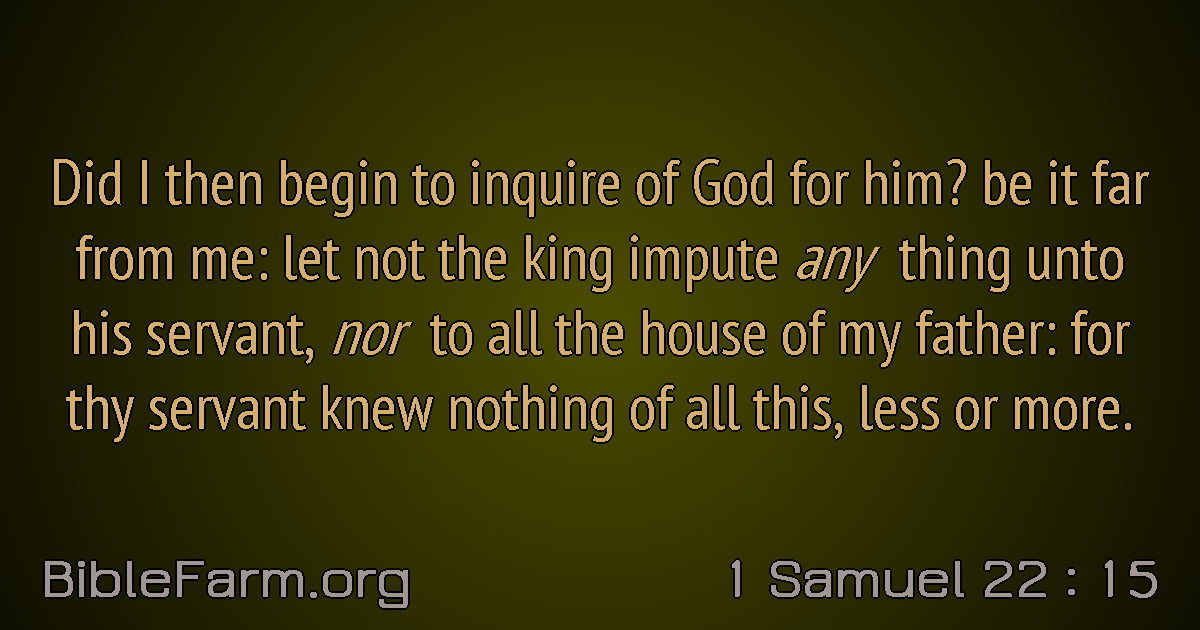 Did I then begin to inquire of God for him? be it far
from me: let not the king impute any thing unto
his servant, nor to all the house of my father: for
thy servant knew nothing of all this, less or more.
BibleFarm.org
1 Samuel 22 : 15